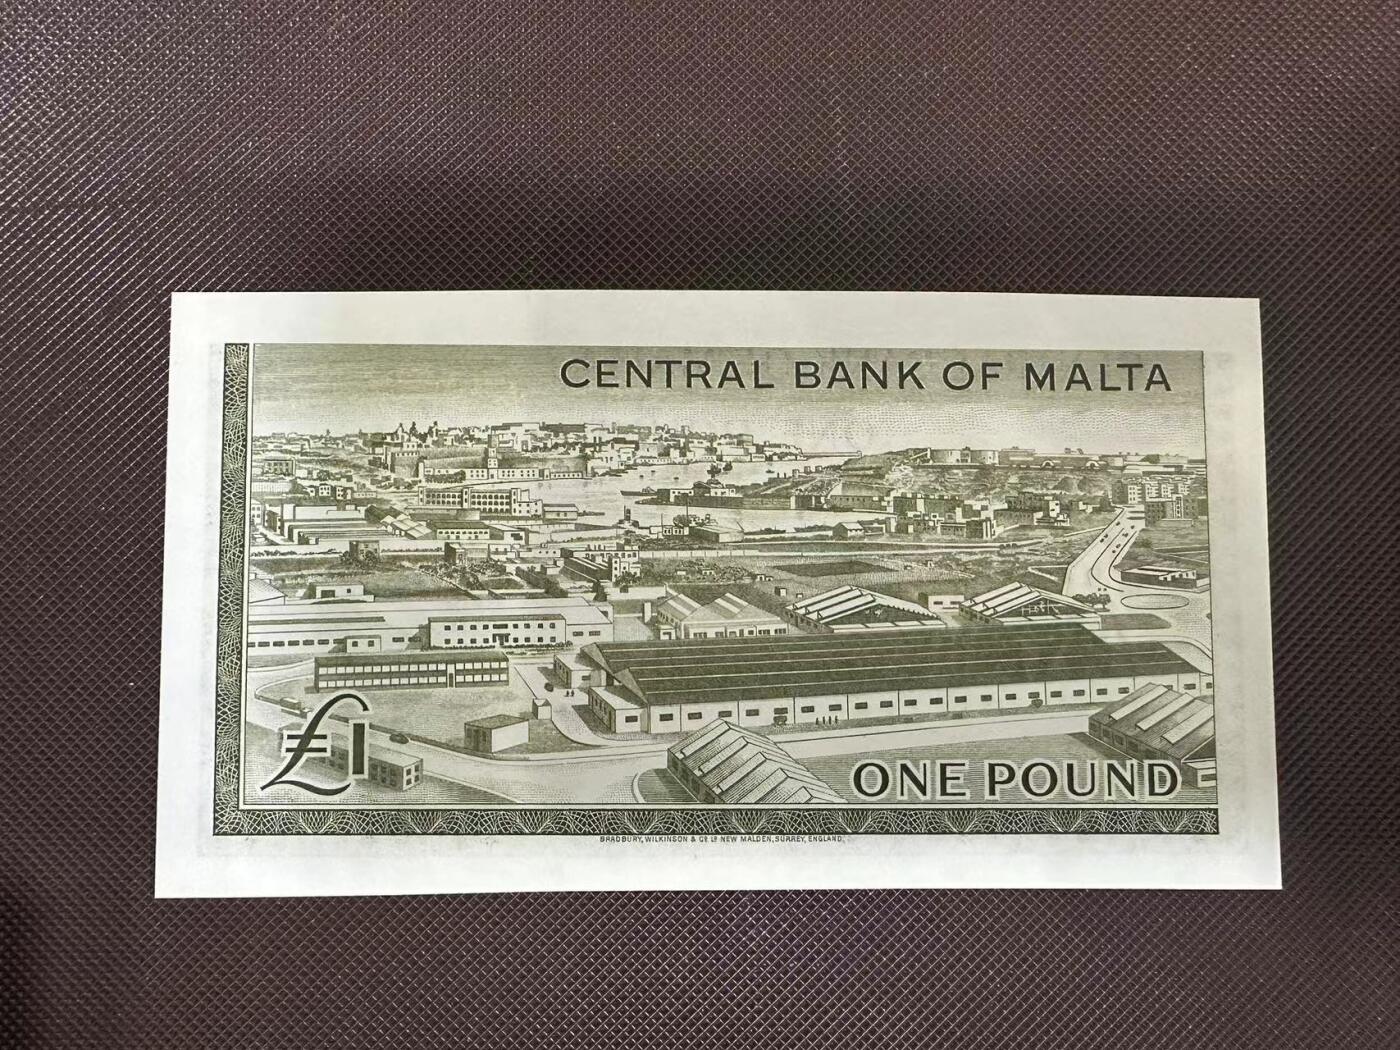 CENTRAL BANK OF MALTA
£1
ONE POUND
BRADBURY, WILKINSON & Cº Lᴰ NEW MALDEN, SURREY, ENGLAND.